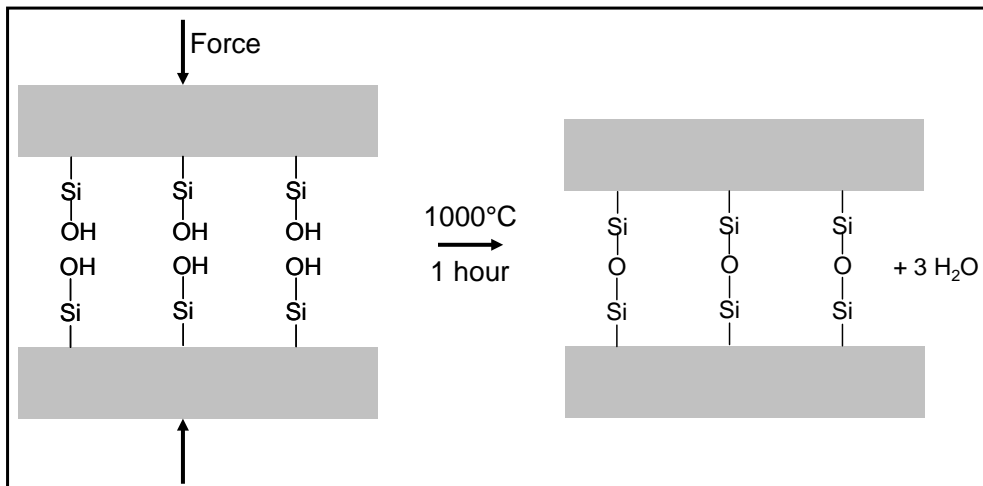 Force
Si Si Si
OH OH OH
OH OH OH
Si Si Si
1000°C
1 hour
Si Si Si
O O O
Si Si Si
+ 3 H₂O